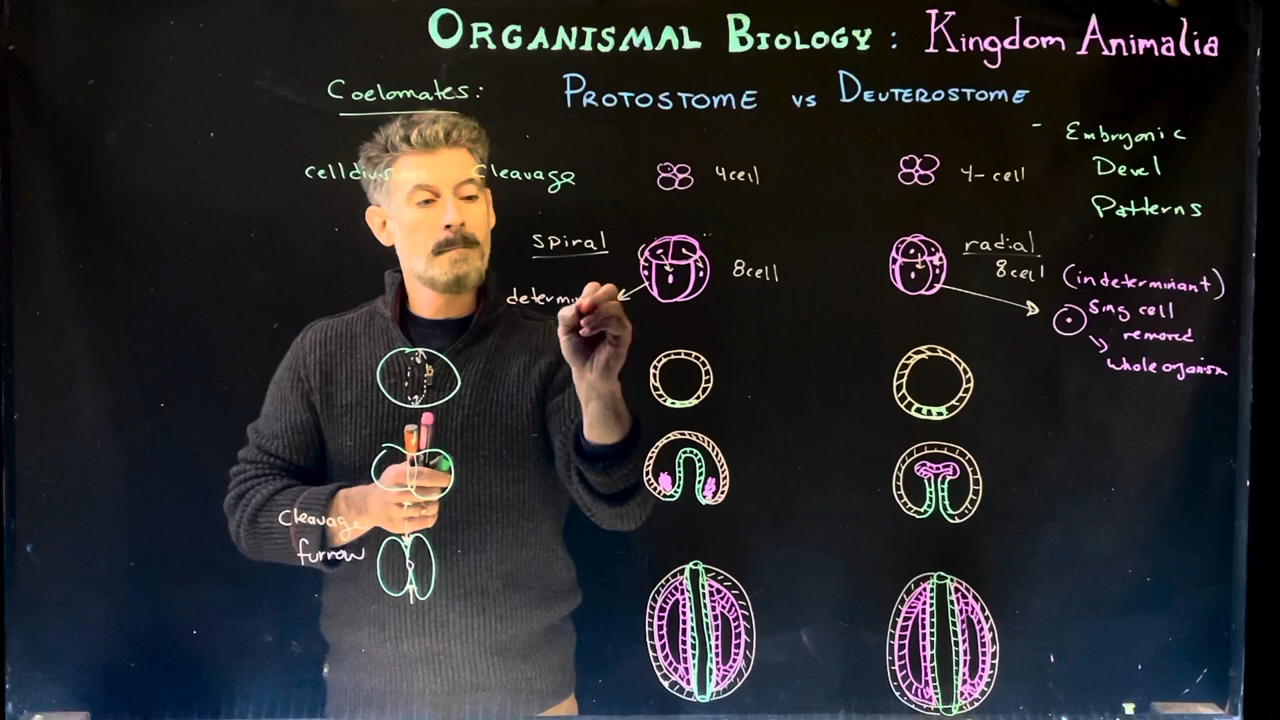 ORGANISMAL BIOLOGY : Kingdom Animalia
Coelomates: PROTOSTOME vs DEUTEROSTOME
- Embryonic
Devel
Patterns
cell Cleavage 4cell 4-cell
spiral 8cell radial
8cell
(indeterminant)
Sing cell
removed
whole organism
Cleavage
furrow